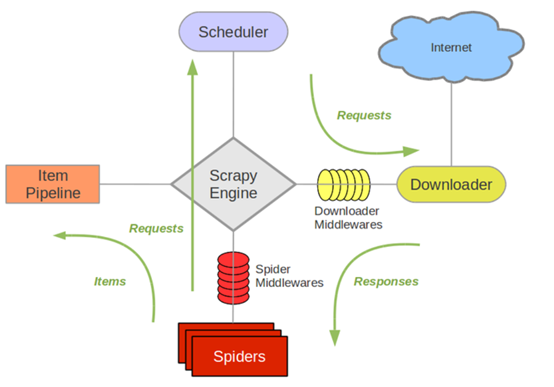 Scheduler
Internet
Requests
Item
Pipeline
Scrapy
Engine
Downloader
Downloader
Middlewares
Requests
Spider
Middlewares
Items
Responses
Spiders